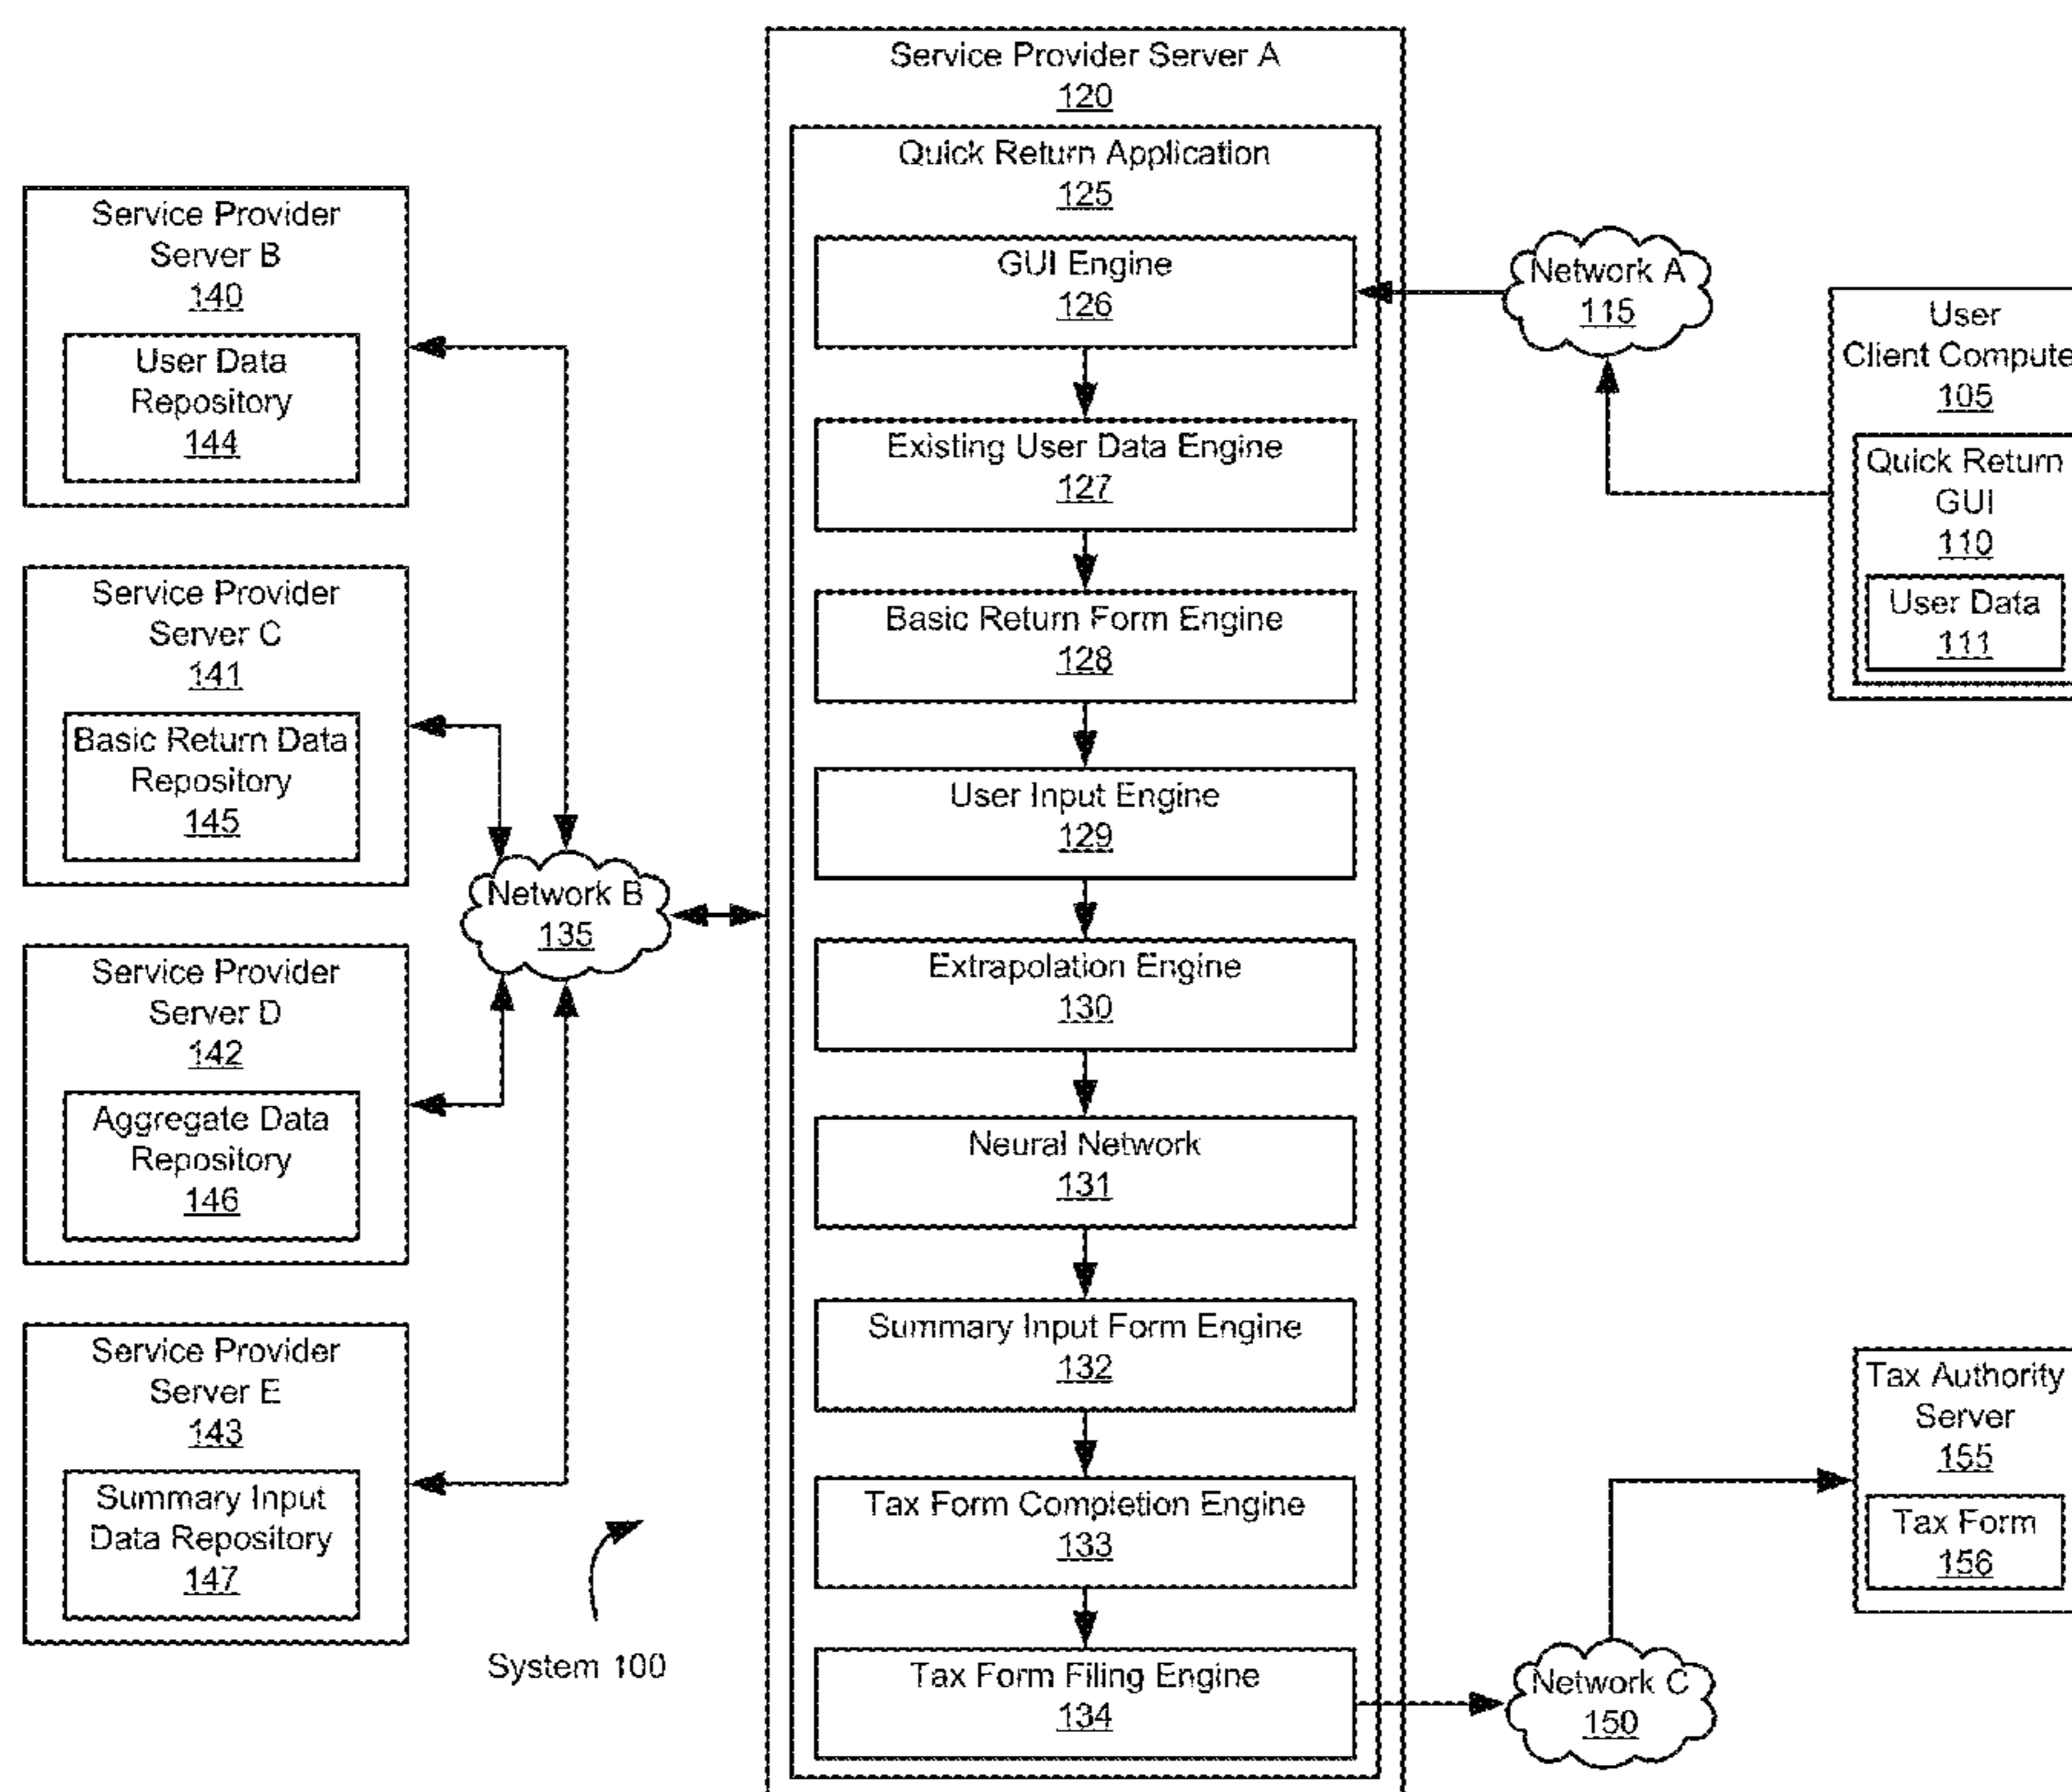 Service Provider Server A
120
Quick Return Application
125
GUI Engine
126
Existing User Data Engine
127
Basic Return Form Engine
128
User Input Engine
129
Extrapolation Engine
130
Neural Network
131
Summary Input Form Engine
132
Tax Form Completion Engine
133
Tax Form Filing Engine
134
Service Provider
Server B
140
User Data
Repository
144
Service Provider
Server C
141
Basic Return Data
Repository
145
Service Provider
Server D
142
Aggregate Data
Repository
146
Service Provider
Server E
143
Summary Input
Data Repository
147
Network B
135
System 100
Network A
115
User
Client Compute
105
Quick Return
GUI
110
User Data
111
Tax Authority
Server
155
Tax Form
156
Network C
150